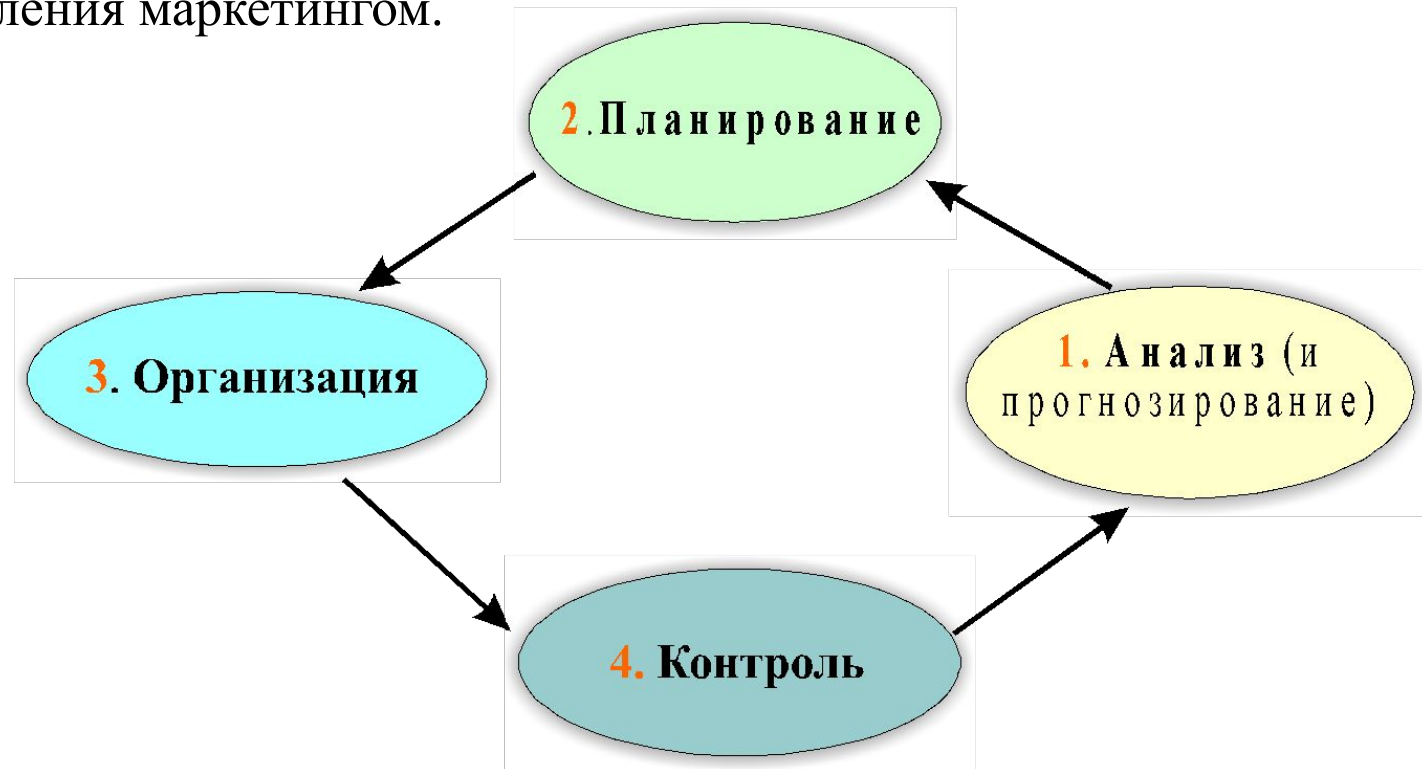 ления маркетингом.
2.Планирование
3. Организация
1. Анализ (и
прогнозирование)
4. Контроль